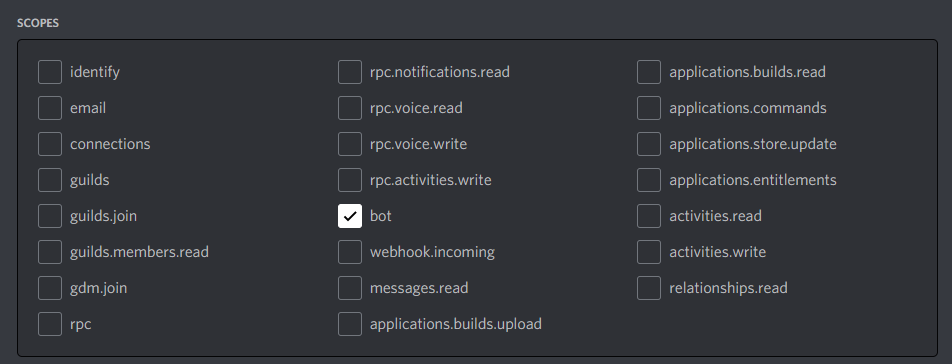 SCOPES
identify
email
connections
guilds
guilds.join
guilds.members.read
gdm.join
rpc
rpc.notifications.read
rpc.voice.read
rpc.voice.write
rpc.activities.write
bot
webhook.incoming
messages.read
applications.builds.upload
applications.builds.read
applications.commands
applications.store.update
applications.entitlements
activities.read
activities.write
relationships.read